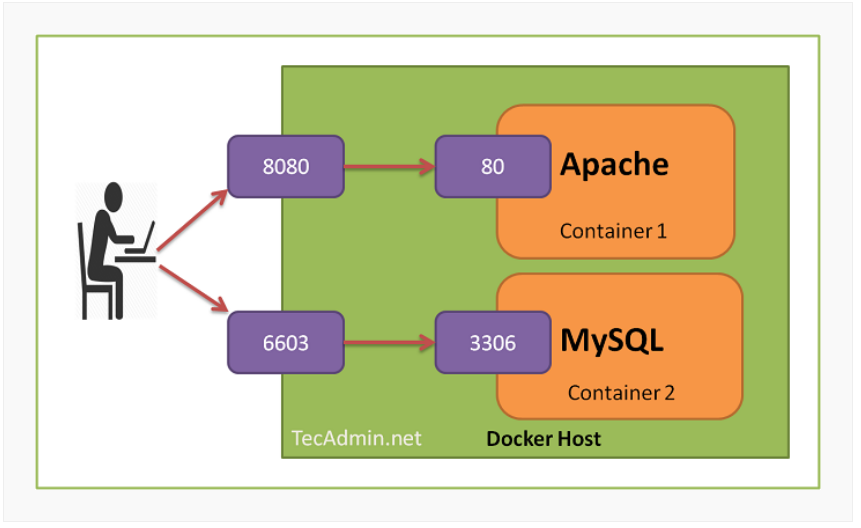 8080
80
Apache
Container 1
6603
3306
MySQL
Container 2
TecAdmin.net
Docker Host